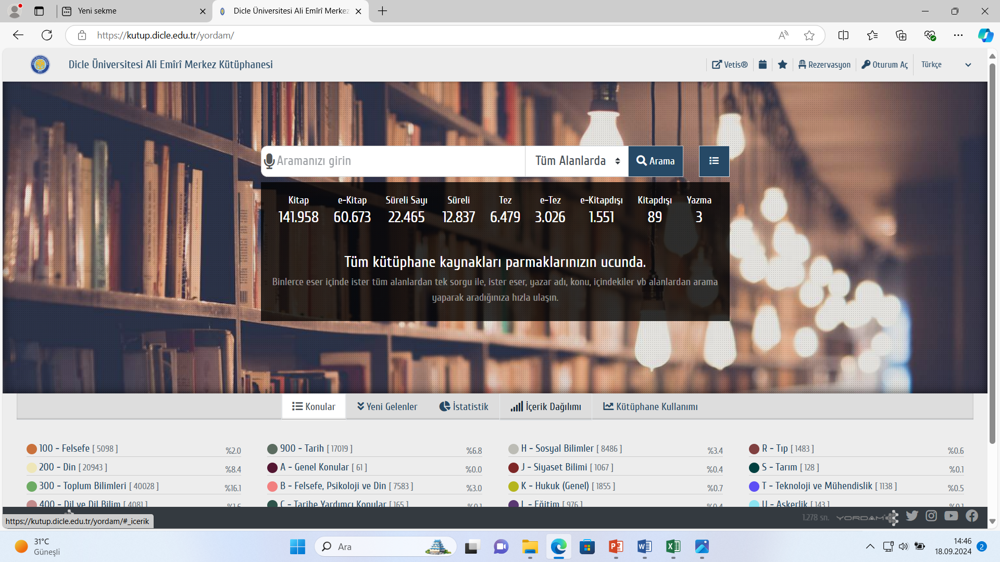 Yeni sekme
Dicle Üniversitesi Ali Emîrî Merkez
https://kutup.dicle.edu.tr/yordam/
Dicle Üniversitesi Ali Emîrî Merkez Kütüphanesi
Vetis®
Rezervasyon
Oturum Aç
Türkçe
Aramanızı girin
Tüm Alanlarda
Arama
Kitap e-Kitap Süreli Sayı Süreli Tez e-Tez e-Kitapdışı Kitapdışı Yazma
141.958 60.673 22.465 12.837 6.479 3.026 1.551 89 3
Tüm kütüphane kaynakları parmaklarınızın ucunda.
Binlerce eser içinde ister tüm alanlardan tek sorgu ile, ister eser, yazar adı, konu, içindekiler vb alanlardan arama
yaparak aradığınıza hızla ulaşın.
Konular
Yeni Gelenler
İstatistik
İçerik Dağılımı
Kütüphane Kullanımı
100 - Felsefe [ 5098 ] %2.0
200 - Din [ 20943 ] %8.4
300 - Toplum Bilimleri [ 40028 ] %16.1
400 - Dil ve Dil Bilim [ 4081 ] %1.6
900 - Tarih [ 17019 ] %6.8
A - Genel Konular [ 61 ] %0.0
B - Felsefe, Psikoloji ve Din [ 7583 ] %3.0
C - Tarihe Yardımcı Konular [ 165 ] %0.1
H - Sosyal Bilimler [ 8486 ] %3.4
J - Siyaset Bilimi [ 1067 ] %0.4
K - Hukuk (Genel) [ 1855 ] %0.7
L - Eğitim [ 976 ] %0.4
R - Tıp [ 1483 ] %0.6
S - Tarım [ 128 ] %0.1
T - Teknoloji ve Mühendislik [ 1138 ] %0.5
U - Askerlik [ 143 ] %0.1
https://kutup.dicle.edu.tr/yordam/#_icerik
1.278 sn.
YORDAM
31°C
Güneşli
Ara
14:46
18.09.2024
2